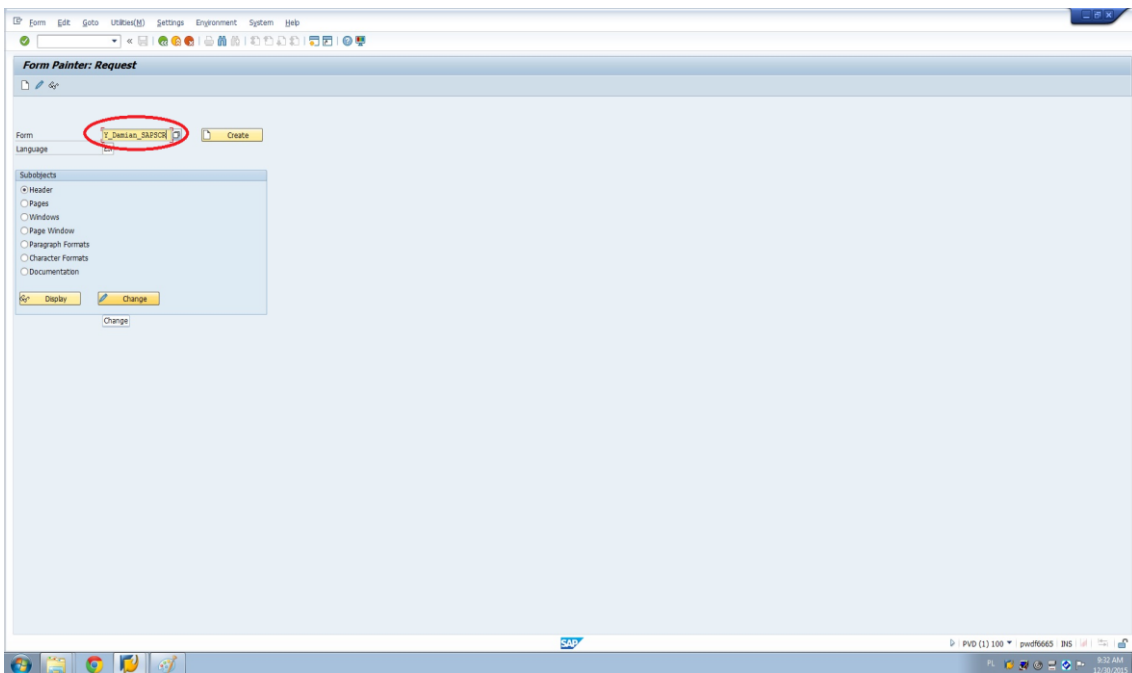 Form Edit Goto Utilities(M) Settings Environment System Help
Form Painter: Request
Form Y_Damian_SAPSCR Create
Language EN
Subobjects
Header
Pages
Windows
Page Window
Paragraph Formats
Character Formats
Documentation
Display Change
Change
SAP PVD (1) 100 pwdf6665 INS
PL 9:32 AM
12/30/2015